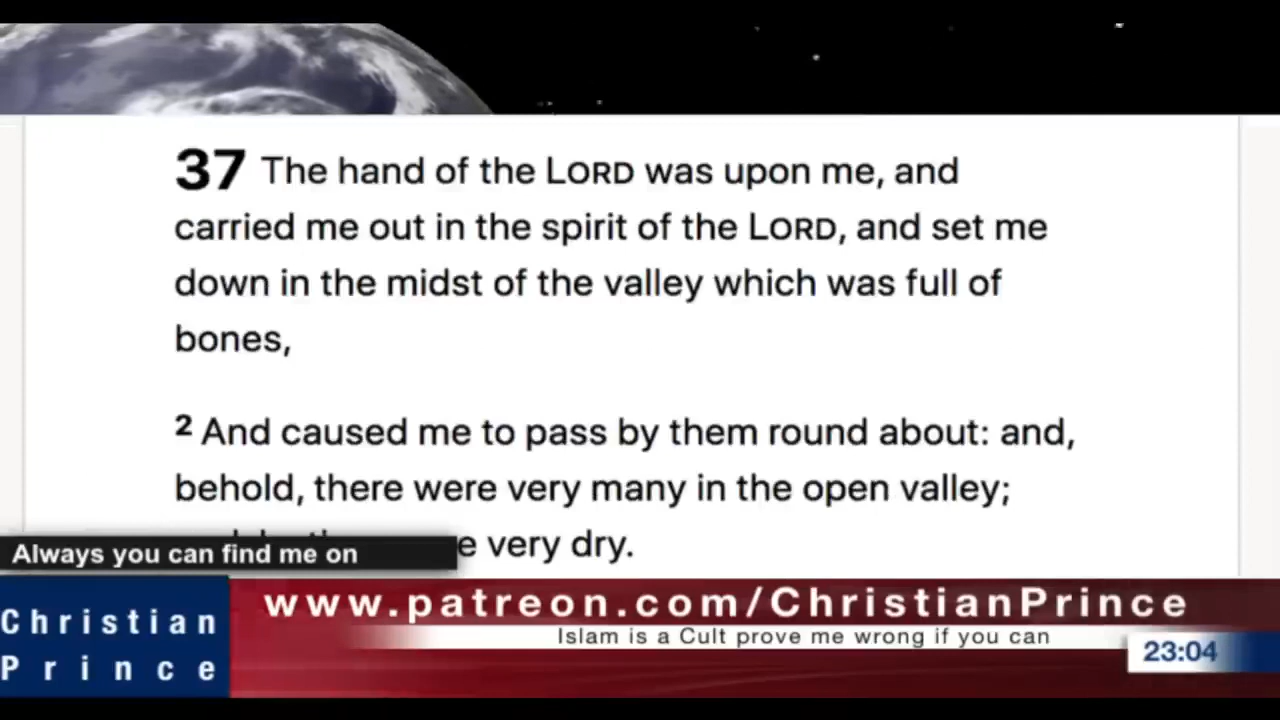 37 The hand of the LORD was upon me, and
carried me out in the spirit of the LORD, and set me
down in the midst of the valley which was full of
bones,
2 And caused me to pass by them round about: and,
behold, there were very many in the open valley;
very dry.
Always you can find me on
Christian
Prince
www.patreon.com/ChristianPrince
Islam is a Cult prove me wrong if you can
23:04